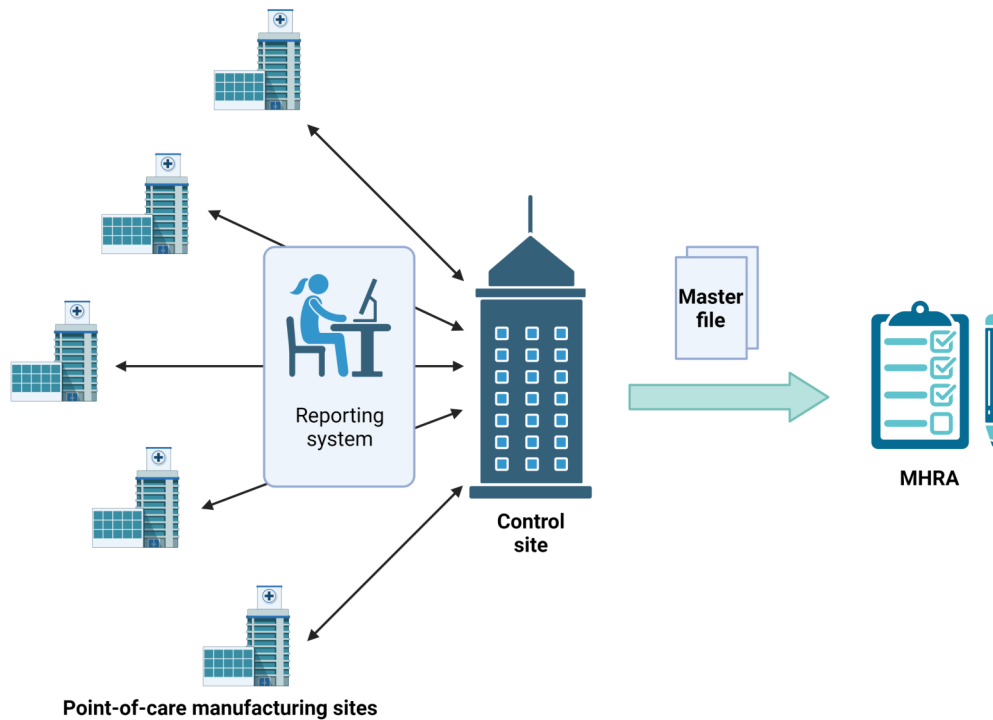 Master
file
Reporting
system
MHRA
Control
site
Point-of-care manufacturing sites